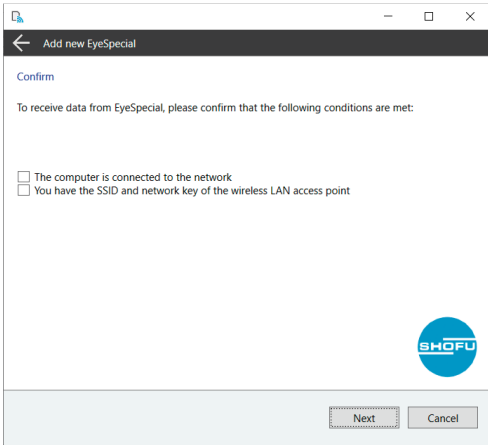 Add new EyeSpecial
Confirm
To receive data from EyeSpecial, please confirm that the following conditions are met:
The computer is connected to the network
You have the SSID and network key of the wireless LAN access point
SHOFU
Next
Cancel